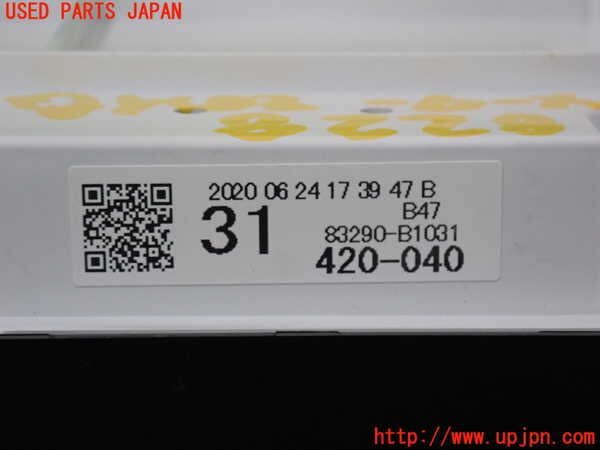 USED PARTS JAPAN
2020 06 24 17 39 47 B
31
B47
83290-B1031
420-040
http://www.upjpn.com/